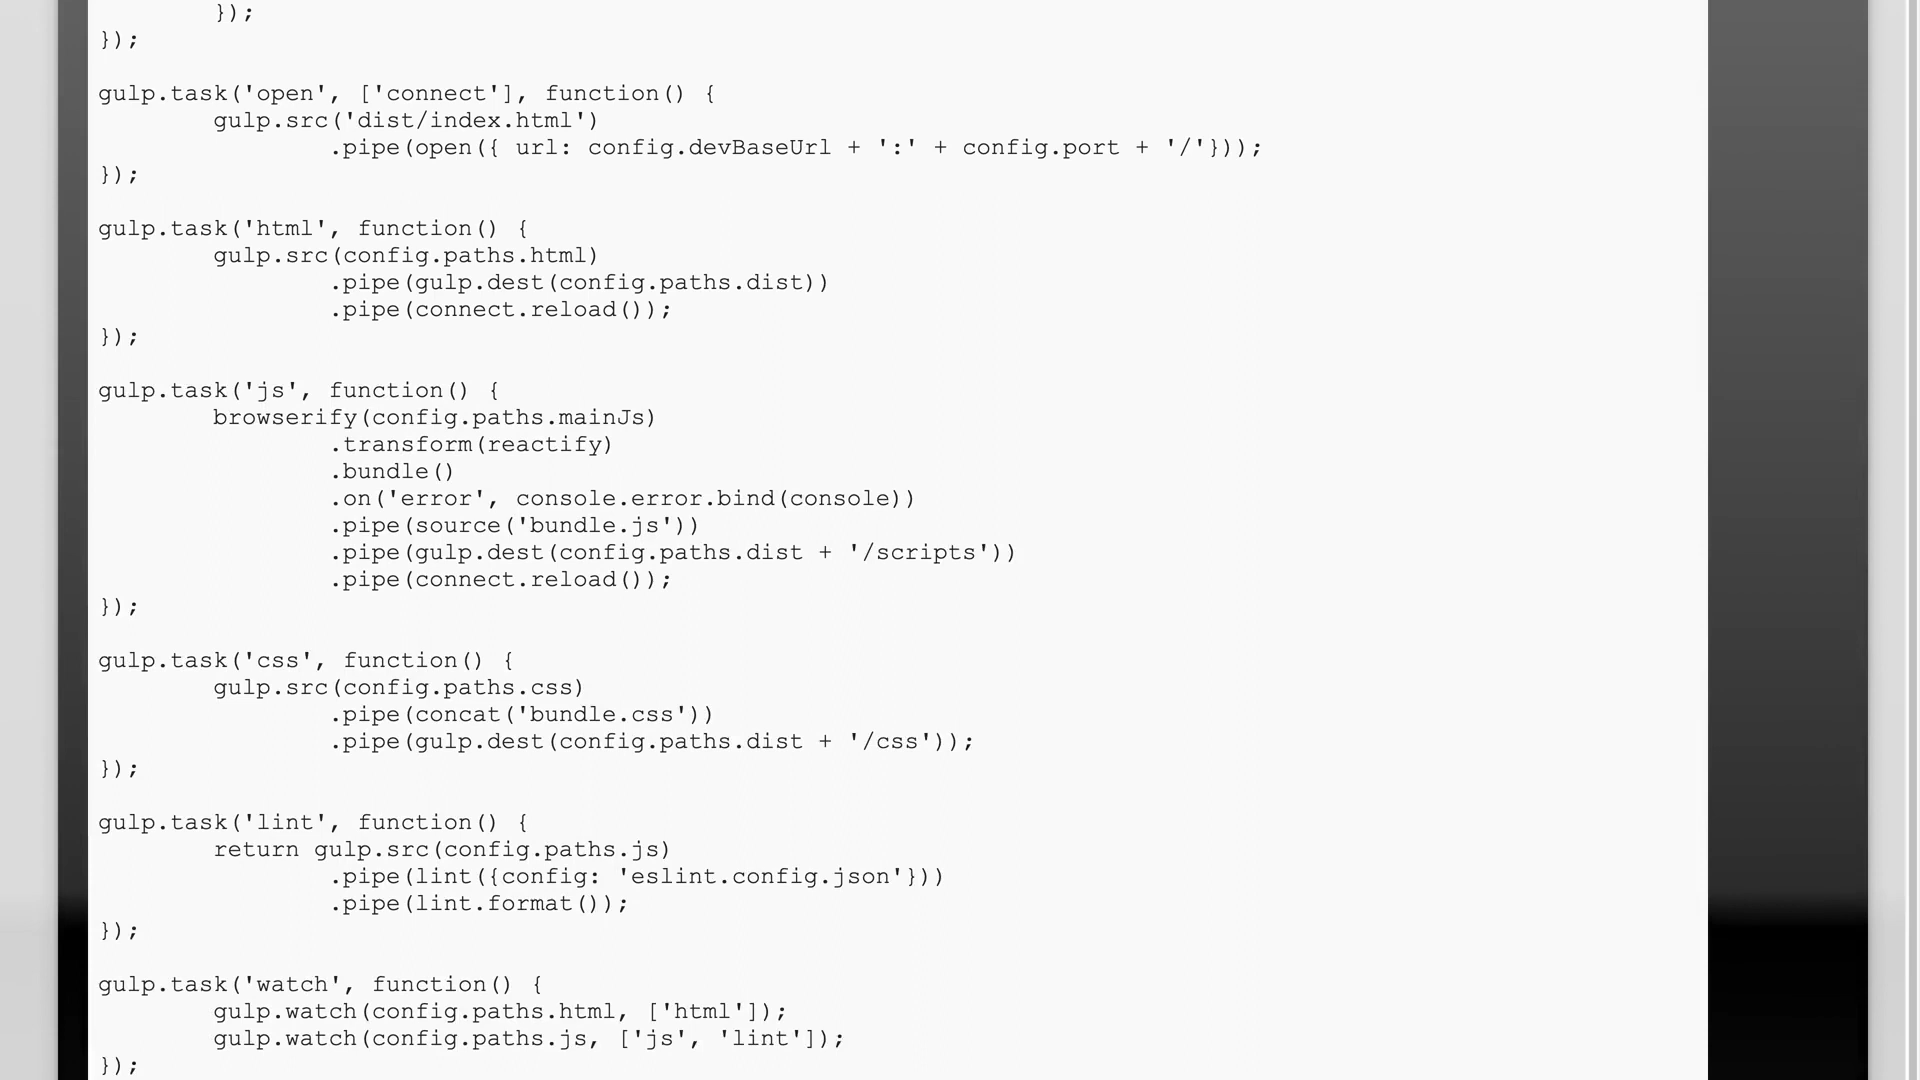 });
});
gulp.task('open', ['connect'], function() {
gulp.src('dist/index.html')
.pipe(open({ url: config.devBaseUrl + ':' + config.port + '/'}));
});
gulp.task('html', function() {
gulp.src(config.paths.html)
.pipe(gulp.dest(config.paths.dist))
.pipe(connect.reload());
});
gulp.task('js', function() {
browserify(config.paths.mainJs)
.transform(reactify)
.bundle()
.on('error', console.error.bind(console))
.pipe(source('bundle.js'))
.pipe(gulp.dest(config.paths.dist + '/scripts'))
.pipe(connect.reload());
});
gulp.task('css', function() {
gulp.src(config.paths.css)
.pipe(concat('bundle.css'))
.pipe(gulp.dest(config.paths.dist + '/css'));
});
gulp.task('lint', function() {
return gulp.src(config.paths.js)
.pipe(lint({config: 'eslint.config.json'}))
.pipe(lint.format());
});
gulp.task('watch', function() {
gulp.watch(config.paths.html, ['html']);
gulp.watch(config.paths.js, ['js', 'lint']);
});